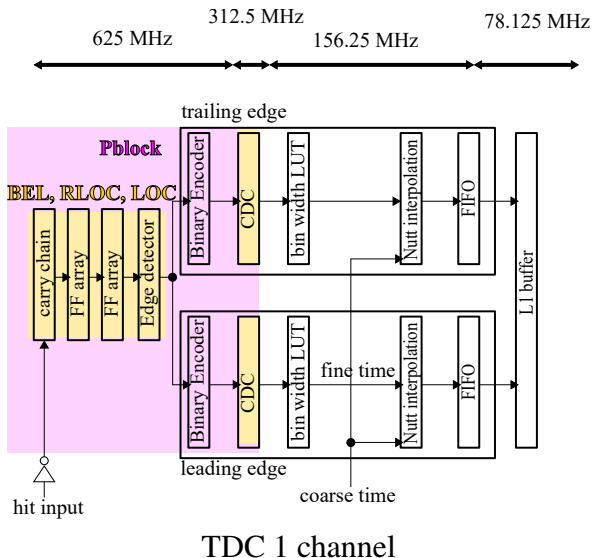 625 MHz
312.5 MHz
156.25 MHz
78.125 MHz
trailing edge
Pblock
BEL, RLOC, LOC
carry chain
FF array
FF array
Edge detector
Binary Encoder
CDC
bin width LUT
Nutt interpolation
FIFO
L1 buffer
Binary Encoder
CDC
bin width LUT
fine time
Nutt interpolation
FIFO
leading edge
hit input
coarse time
TDC 1 channel